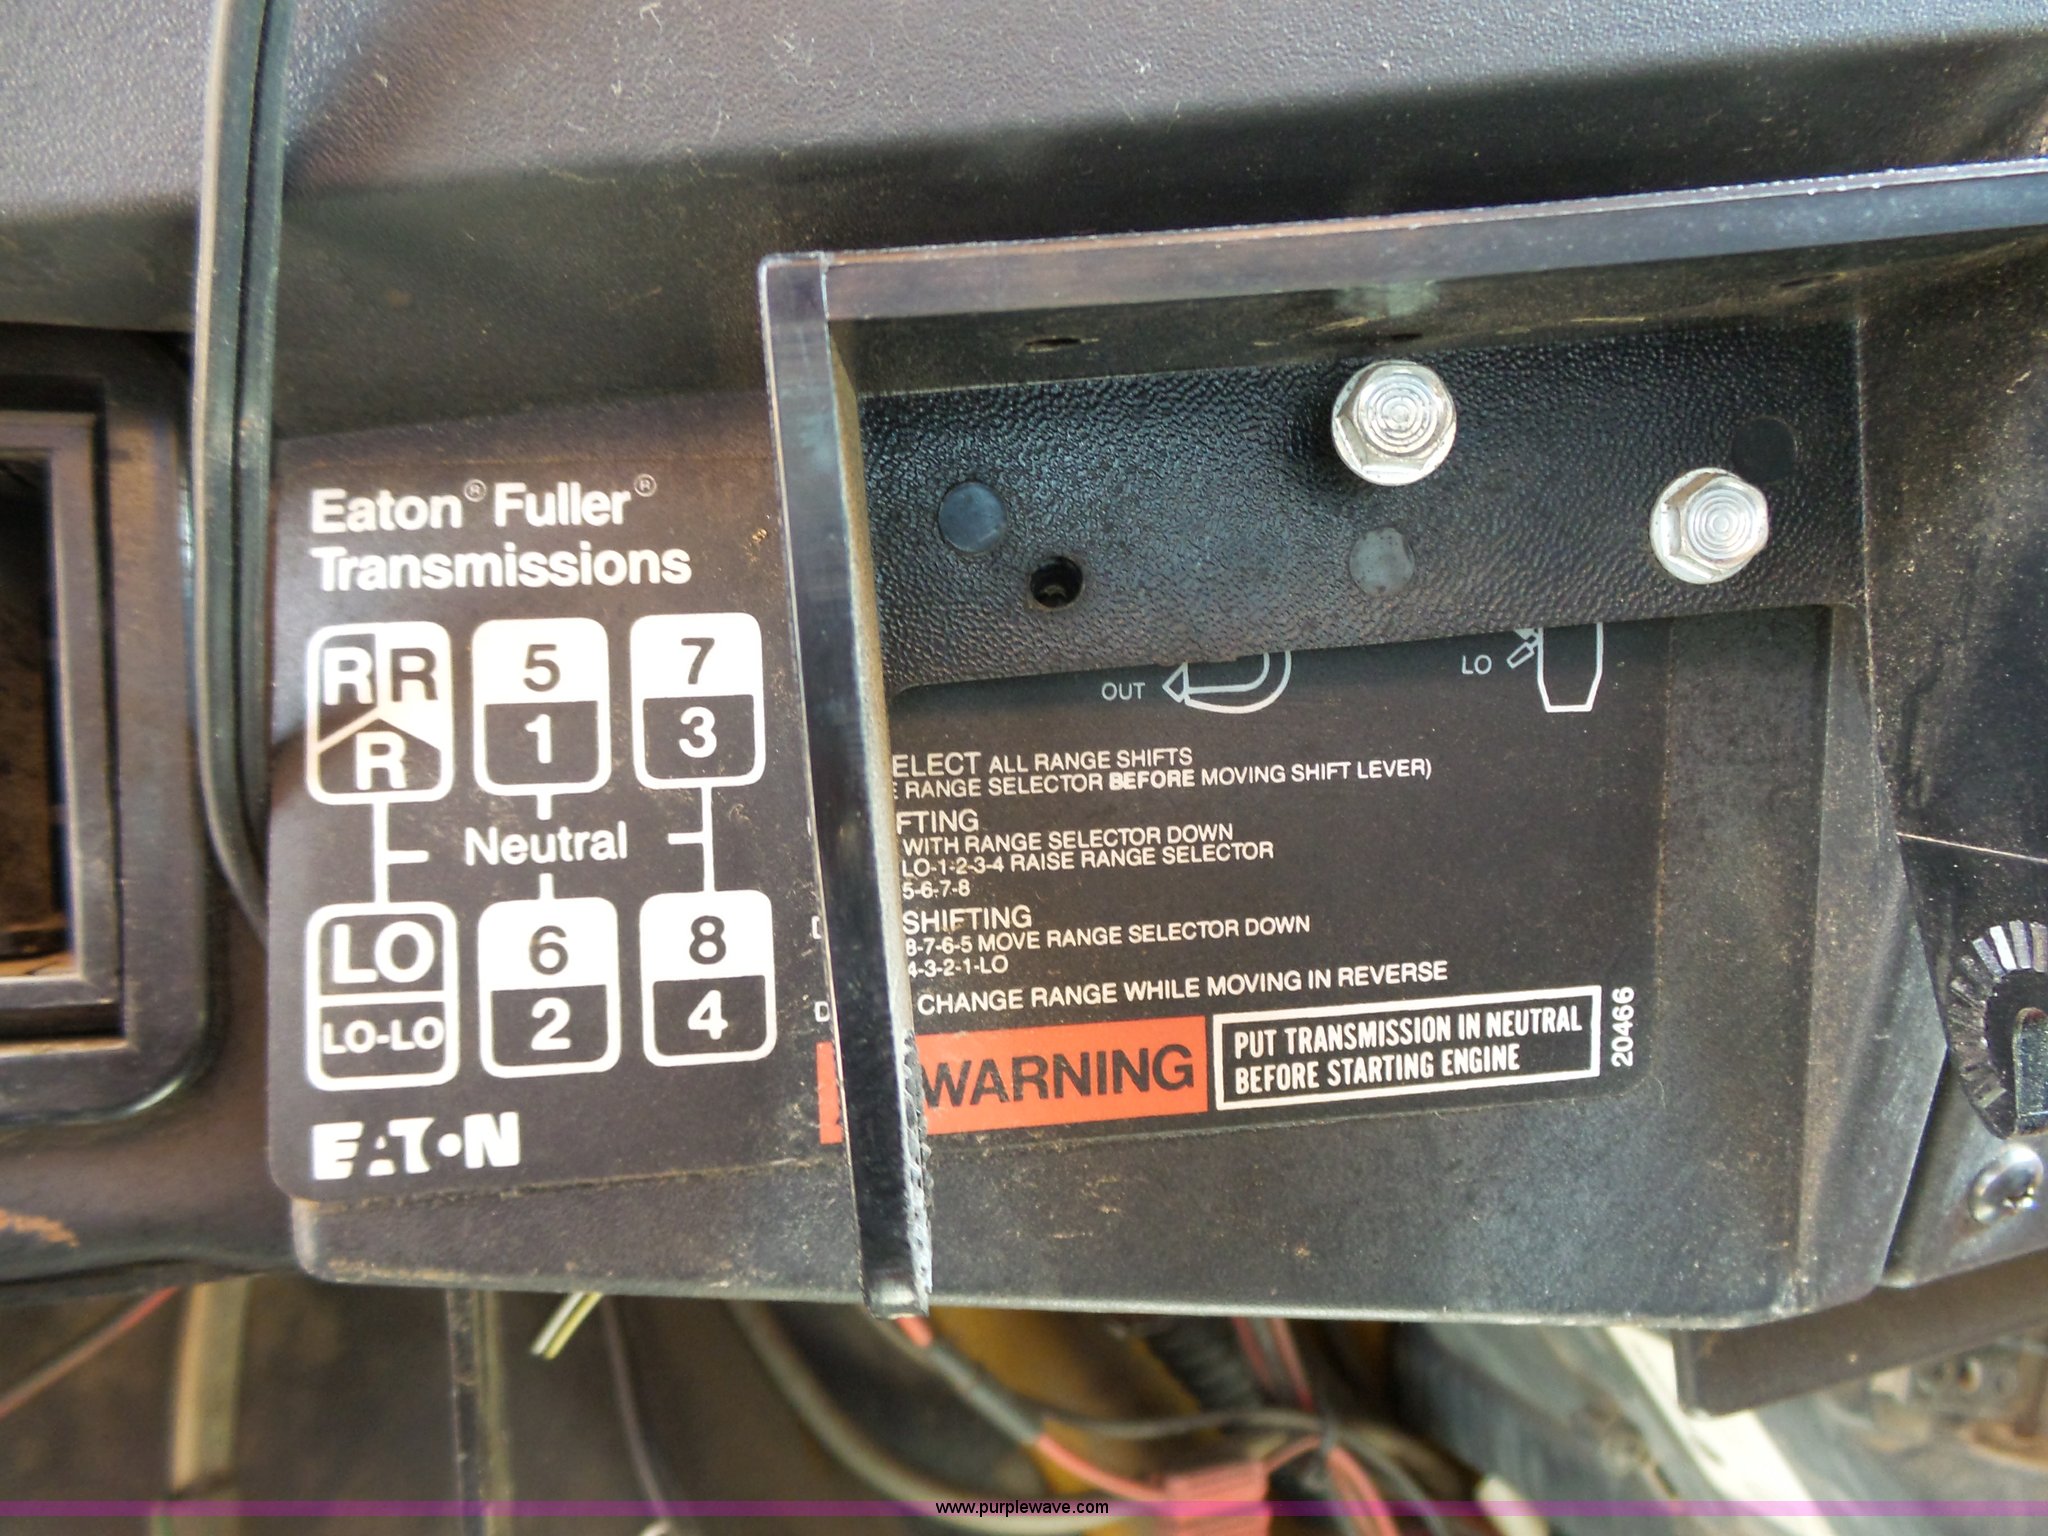 Eaton® Fuller®
Transmissions
R R
R
5
1
7
3
Neutral
LO
LO-LO
6
2
8
4
EATON
OUT
LO
ELECT ALL RANGE SHIFTS
RANGE SELECTOR BEFORE MOVING SHIFT LEVER)
FTING
WITH RANGE SELECTOR DOWN
LO-1-2-3-4 RAISE RANGE SELECTOR
5-6-7-8
SHIFTING
8-7-6-5 MOVE RANGE SELECTOR DOWN
4-3-2-1-LO
CHANGE RANGE WHILE MOVING IN REVERSE
WARNING
PUT TRANSMISSION IN NEUTRAL
BEFORE STARTING ENGINE
20466
www.purplewave.com